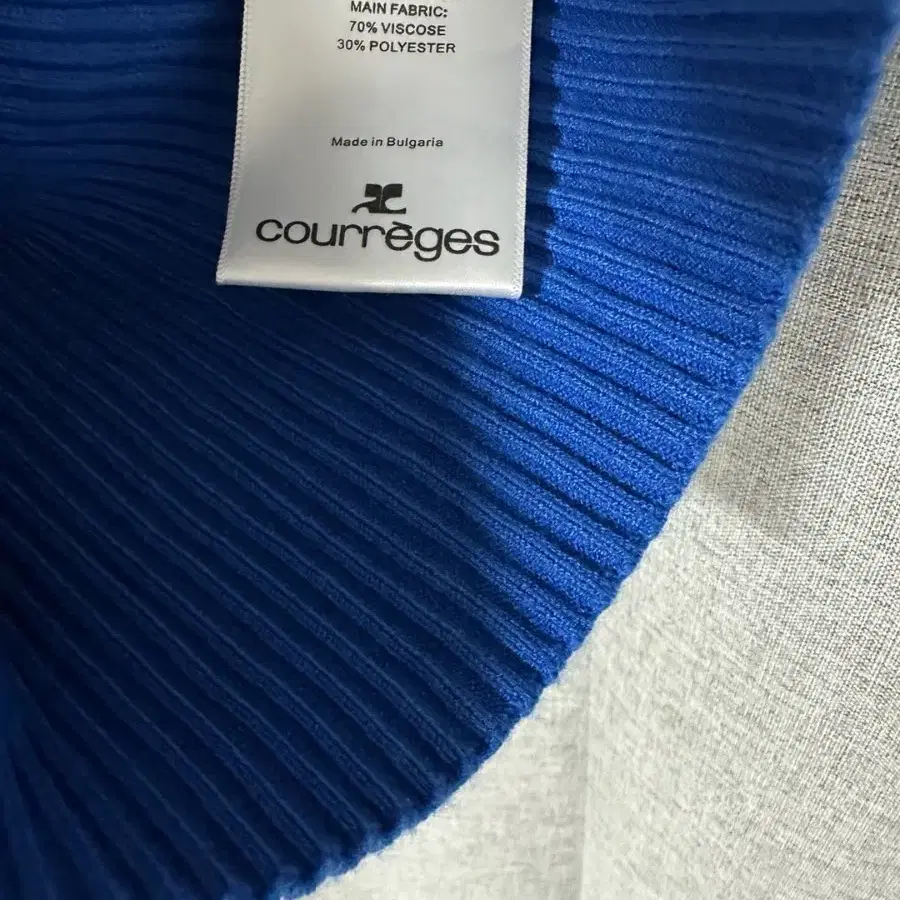 MAIN FABRIC:
70% VISCOSE
30% POLYESTER
Made in Bulgaria
courrèges